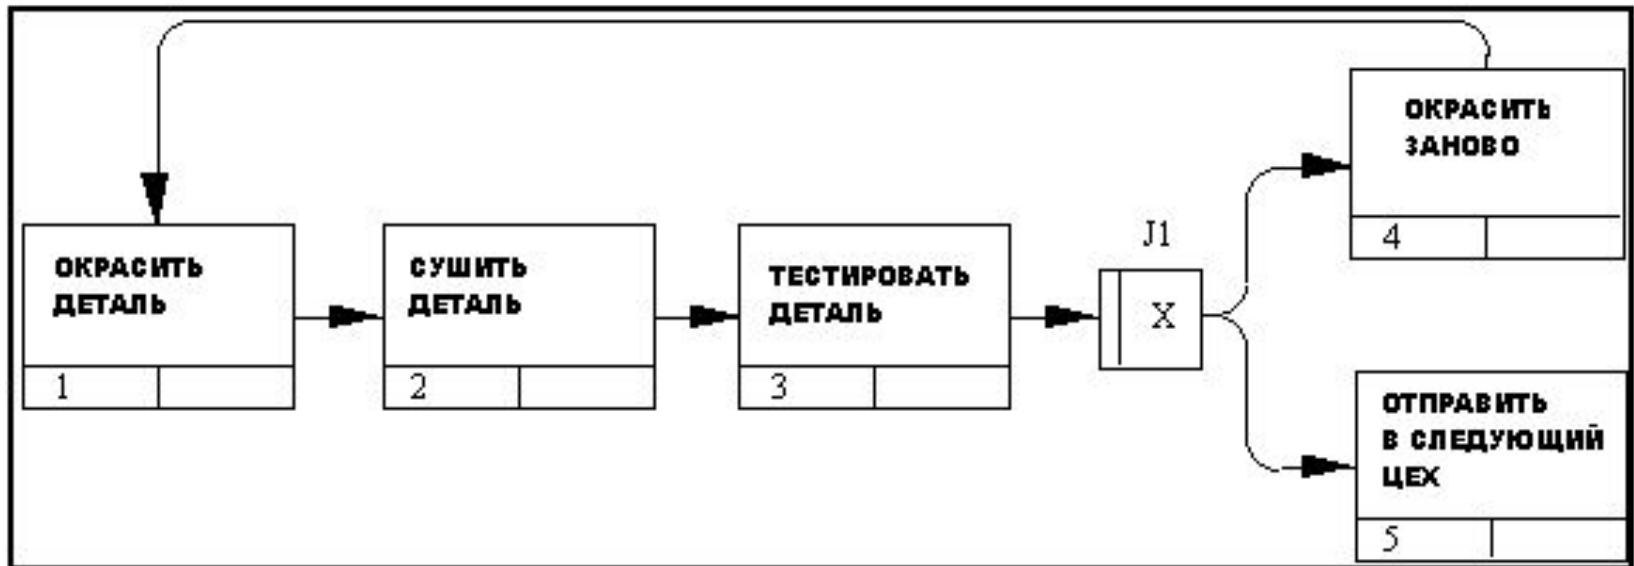 ОКРАСИТЬ
ЗАНОВО
4
J1
X
ОКРАСИТЬ
ДЕТАЛЬ
1
СУШИТЬ
ДЕТАЛЬ
2
ТЕСТИРОВАТЬ
ДЕТАЛЬ
3
ОТПРАВИТЬ
В СЛЕДУЮЩИЙ
ЦЕХ
5